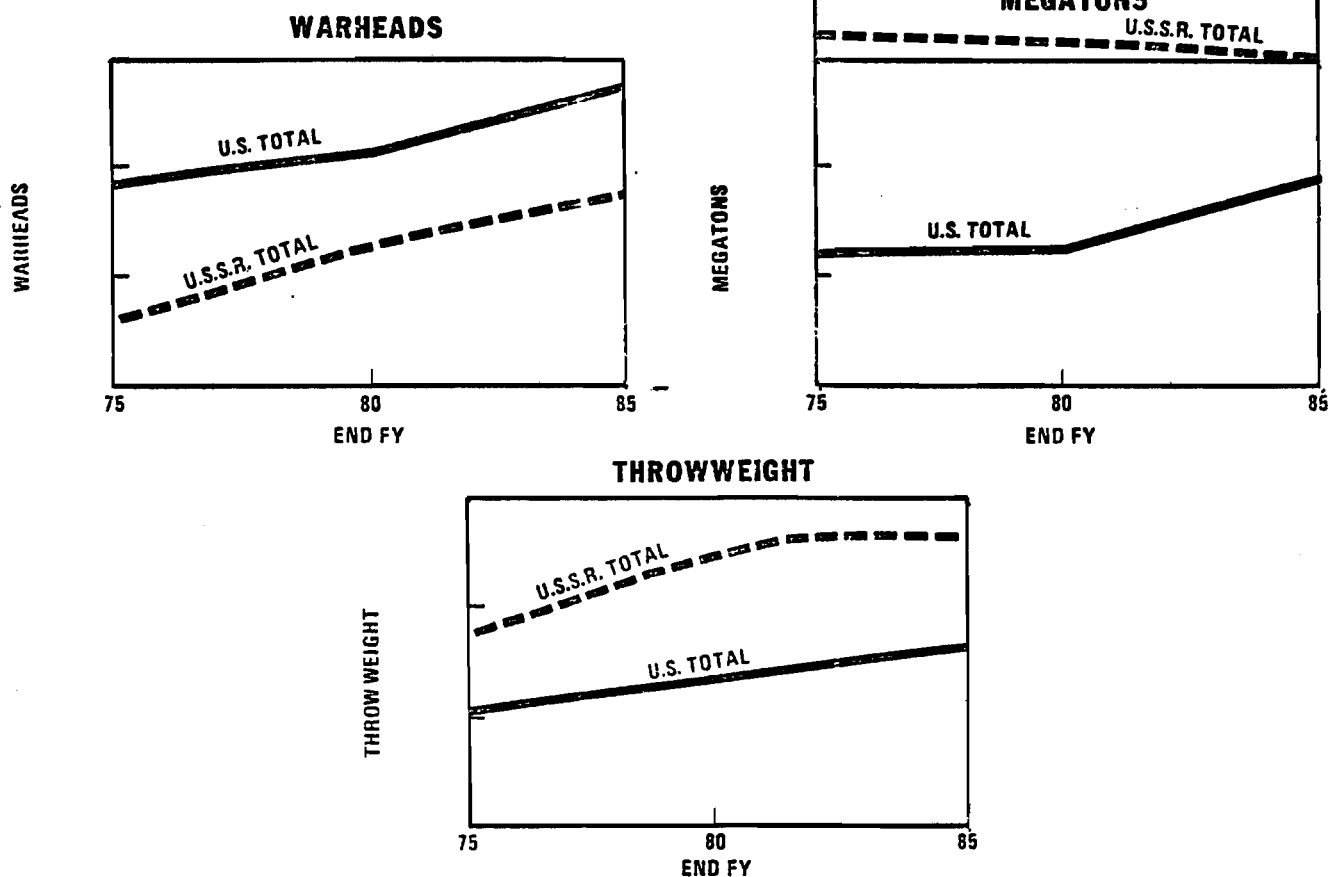 WARHEADS
U.S. TOTAL
U.S.S.R. TOTAL
WARHEADS
75 80 85
END FY
MEGATONS
U.S.S.R. TOTAL
U.S. TOTAL
MEGATONS
75 80 85
END FY
THROWWEIGHT
U.S.S.R. TOTAL
U.S. TOTAL
THROW WEIGHT
75 80 85
END FY